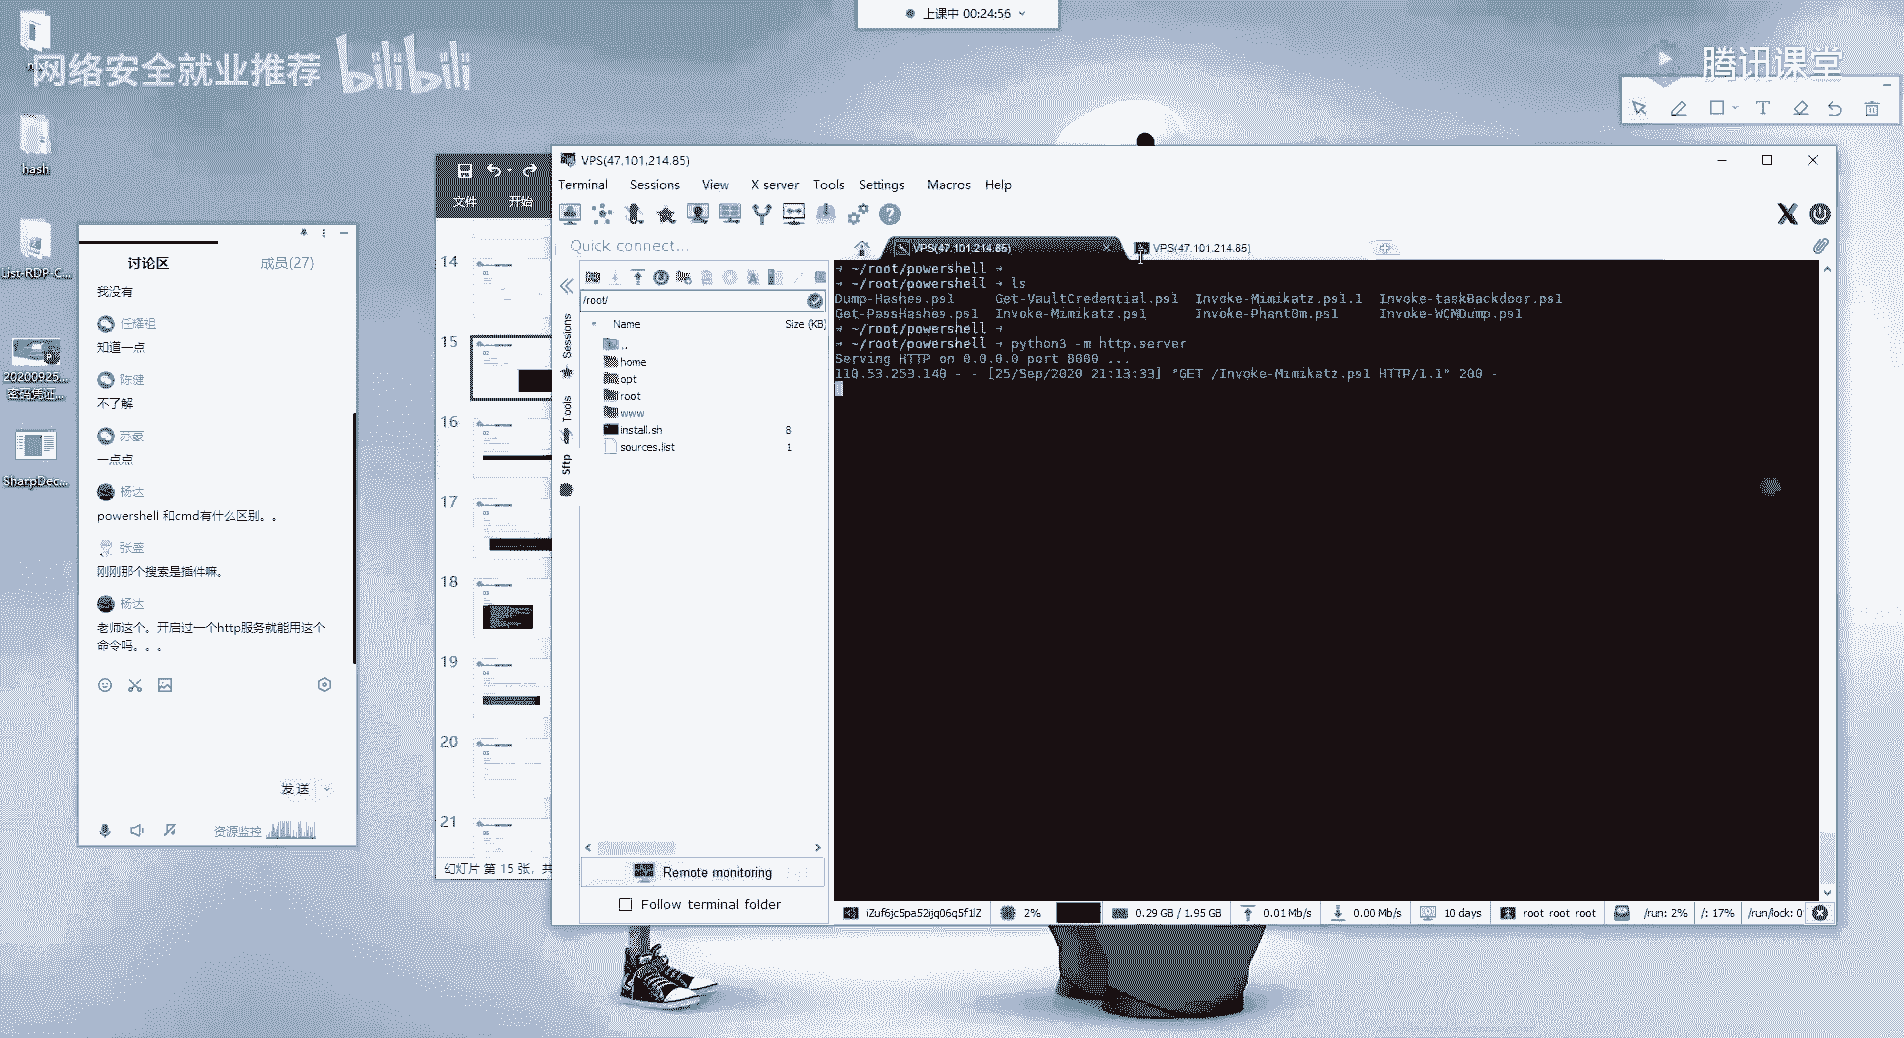 上课中 00:24:56
网络安全就业推荐
bilibili
腾讯课堂
hash
List-RDP-C...
20200925...
密码凭证...
SharpDec...
讨论区
成员(27)
我没有
任耀祖
知道一点
陈健
不了解
苏豪
一点点
杨达
powershell 和cmd有什么区别。。
张盛
刚刚那个搜索是插件嘛。
杨达
老师这个。开启过一个http服务就能用这个
命令吗。。。
发送
资源监控
文件
开始
14
15
16
17
18
19
20
21
幻灯片 第 15 张，共
VPS(47.101.214.85)
Terminal Sessions View X server Tools Settings Macros Help
Quick connect...
VPS(47.101.214.85)
VPS(47.101.214.85)
Sessions
Tools
Sftp
/root/
Name
Size (KB)
..
home
opt
root
www
install.sh 8
sources.list 1
Remote monitoring
Follow terminal folder
→ ~/root/powershell →
→ ~/root/powershell → ls
Dump-Hashes.ps1 Get-VaultCredential.ps1 Invoke-Mimikatz.ps1.1 Invoke-taskBackdoor.ps1
Get-PassHashes.ps1 Invoke-Mimikatz.ps1 Invoke-Phant0m.ps1 Invoke-WCMDump.ps1
→ ~/root/powershell →
→ ~/root/powershell → python3 -m http.server
Serving HTTP on 0.0.0.0 port 8000 ...
110.53.253.140 - - [25/Sep/2020 21:13:33] "GET /Invoke-Mimikatz.ps1 HTTP/1.1" 200 -
iZuf6jc5pa52ijq06q5f1lZ 2% 0.29 GB / 1.95 GB 0.01 Mb/s 0.00 Mb/s 10 days root root root /run: 2% /: 17% /run/lock: 0